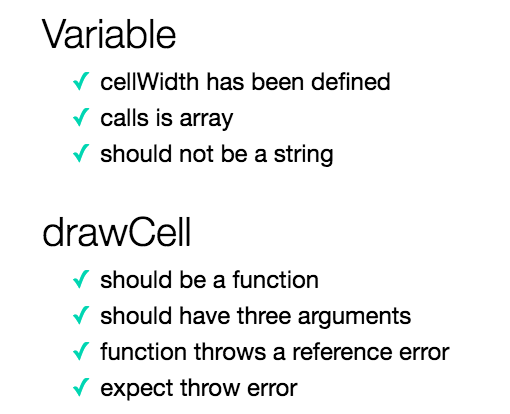 Variable
✓ cellWidth has been defined
✓ calls is array
✓ should not be a string
drawCell
✓ should be a function
✓ should have three arguments
✓ function throws a reference error
✓ expect throw error